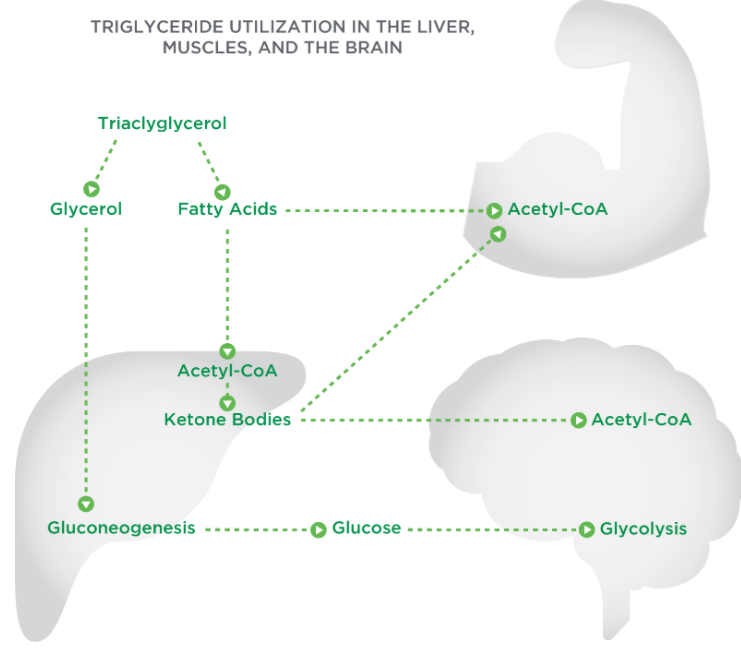 TRIGLYCERIDE UTILIZATION IN THE LIVER,
MUSCLES, AND THE BRAIN
Triaclyglycerol
Glycerol
Fatty Acids
Acetyl-CoA
Acetyl-CoA
Ketone Bodies
Acetyl-CoA
Gluconeogenesis
Glucose
Glycolysis